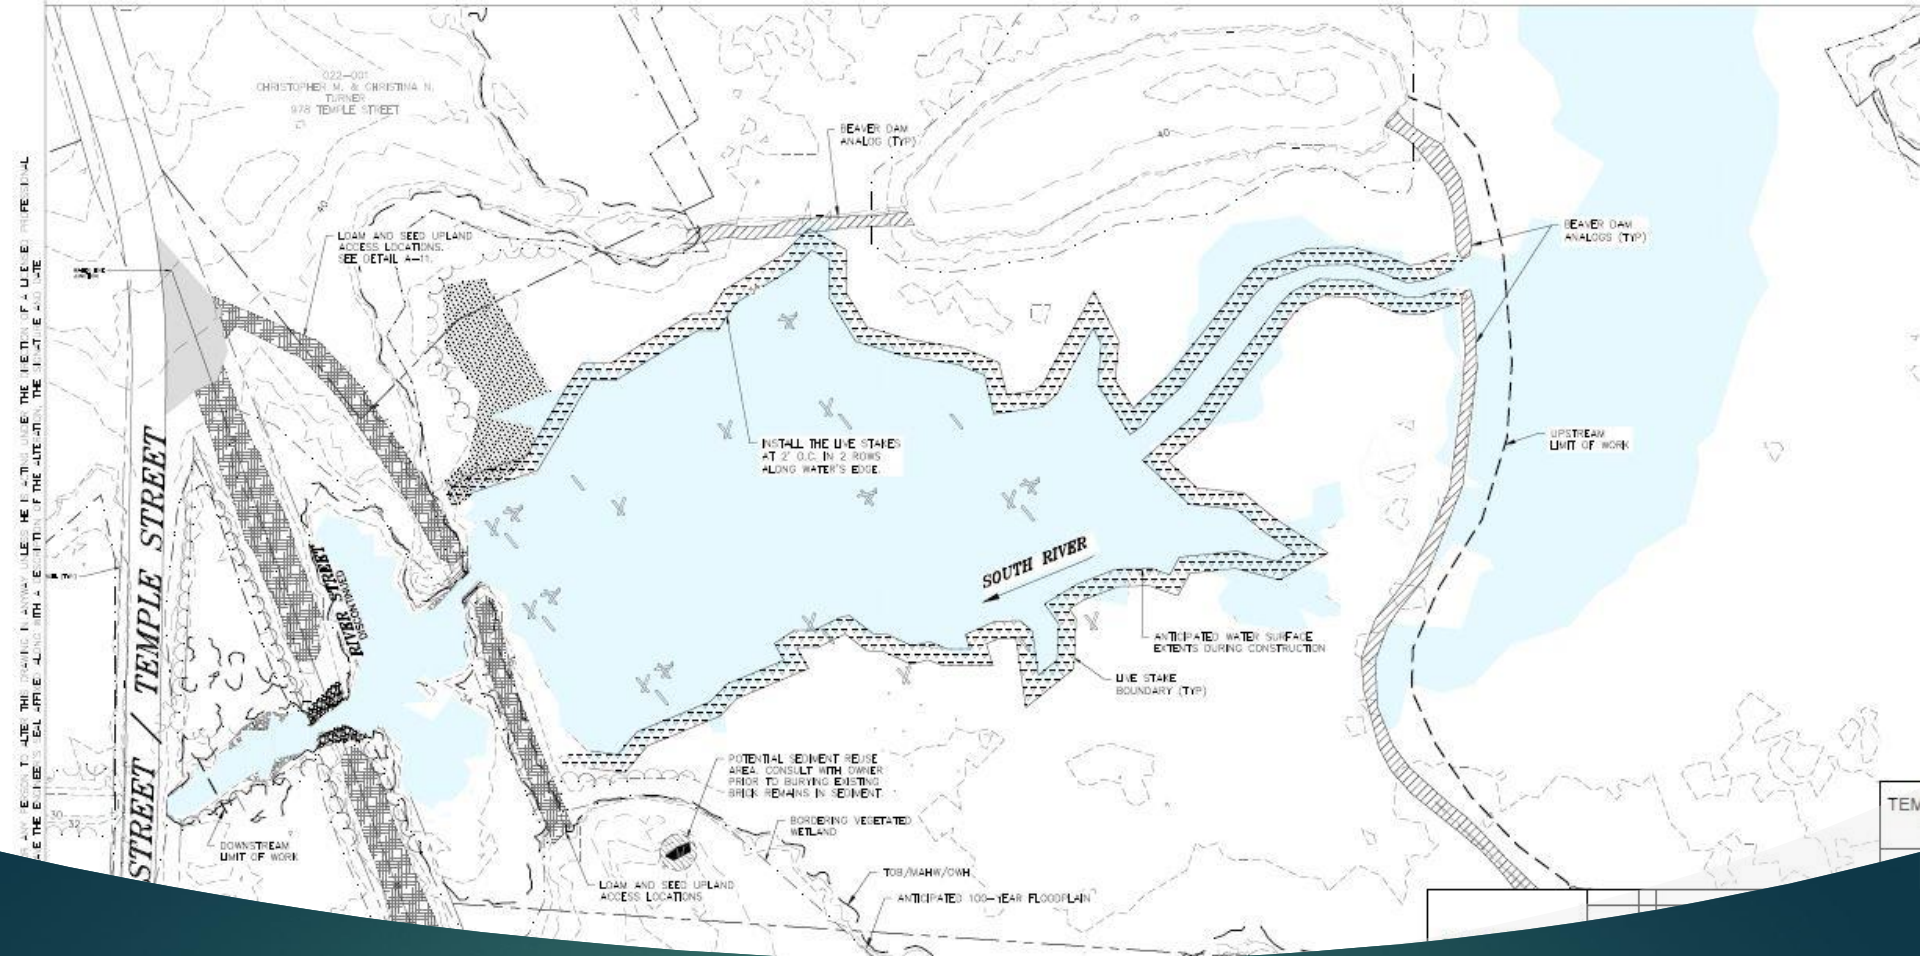 022-001
CHRISTOPHER M. & CHRISTINA N.
TURNER
978 TEMPLE STREET
40
40
BEAVER DAM
ANALOG (TYP)
LOAM AND SEED UPLAND
ACCESS LOCATIONS.
SEE DETAIL A-11.
BEAVER DAM
ANALOGS (TYP)
INSTALL THE LIVE STAKES
AT 2' O.C. IN 2 ROWS
ALONG WATER'S EDGE.
UPSTREAM
LIMIT OF WORK
SOUTH RIVER
RIVER STREET
DISCONTINUED
STREET / TEMPLE STREET
ANTICIPATED WATER SURFACE
EXTENTS DURING CONSTRUCTION
LIVE STAKE
BOUNDARY (TYP)
POTENTIAL SEDIMENT REUSE
AREA. CONSULT WITH OWNER
PRIOR TO BURYING EXISTING
BRICK REMAINS IN SEDIMENT.
30
32
DOWNSTREAM
LIMIT OF WORK
BORDERING VEGETATED
WETLAND
LOAM AND SEED UPLAND
ACCESS LOCATIONS
TOB/MAHW/OWH
ANTICIPATED 100-YEAR FLOODPLAIN
TEM